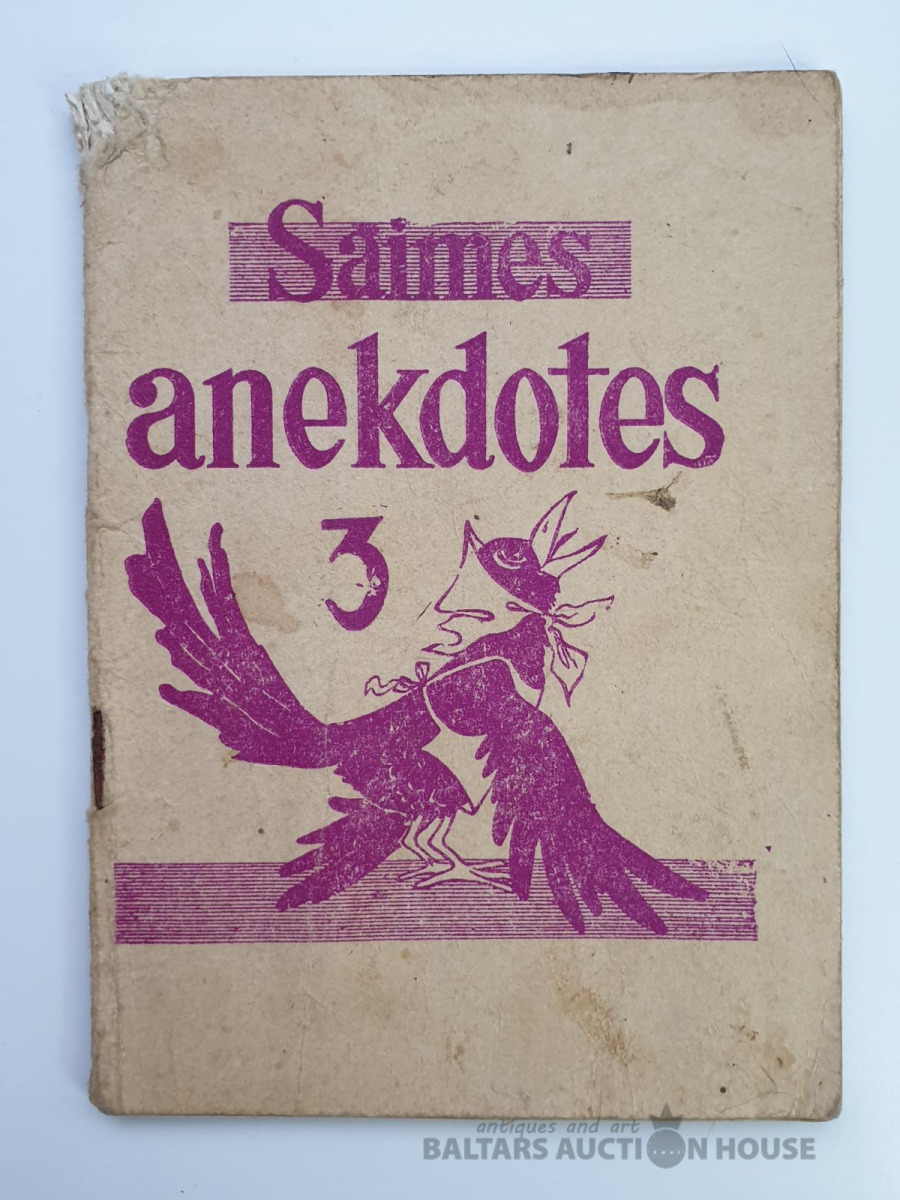 Saimes
anekdotes
3
antiques and art
BALTARS AUCTION HOUSE